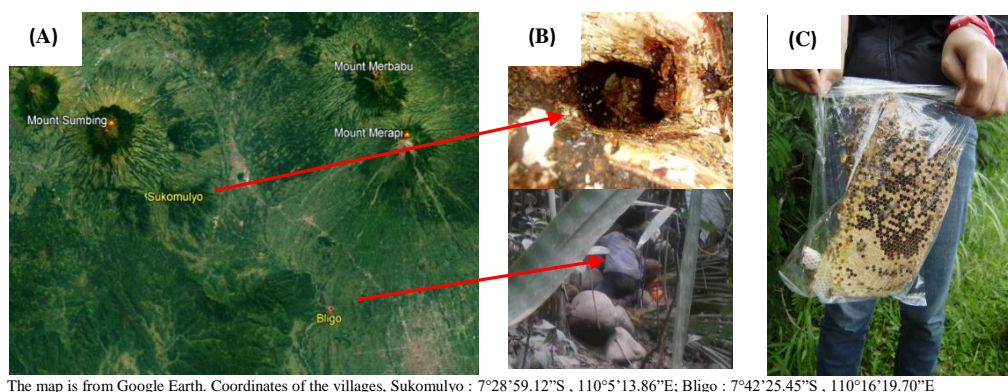 (A)
Mount Merbabu
Mount Sumbing
Mount Merapi
Sukomulyo
Bligo
(B)
(C)
The map is from Google Earth. Coordinates of the villages, Sukomulyo : 7°28’59.12”S , 110°5’13.86”E; Bligo : 7°42’25.45”S , 110°16’19.70”E